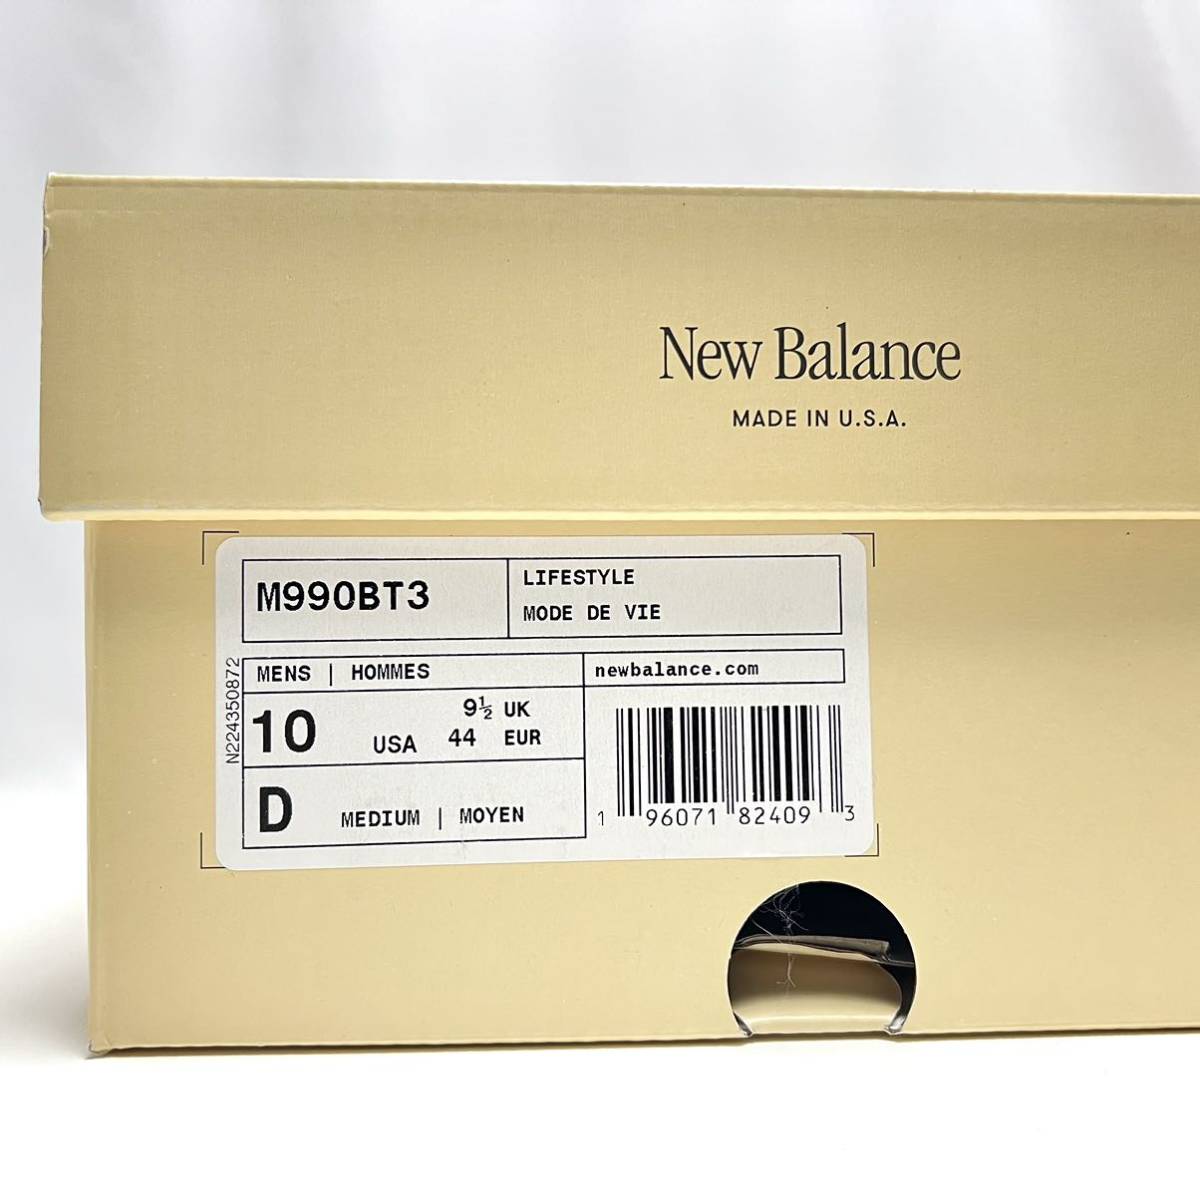 New Balance
MADE IN U.S.A.
M990BT3
LIFESTYLE
MODE DE VIE
N224350872
MENS | HOMMES
newbalance.com
10 USA
9½ UK
44 EUR
D MEDIUM | MOYEN
1 96071 82409 3